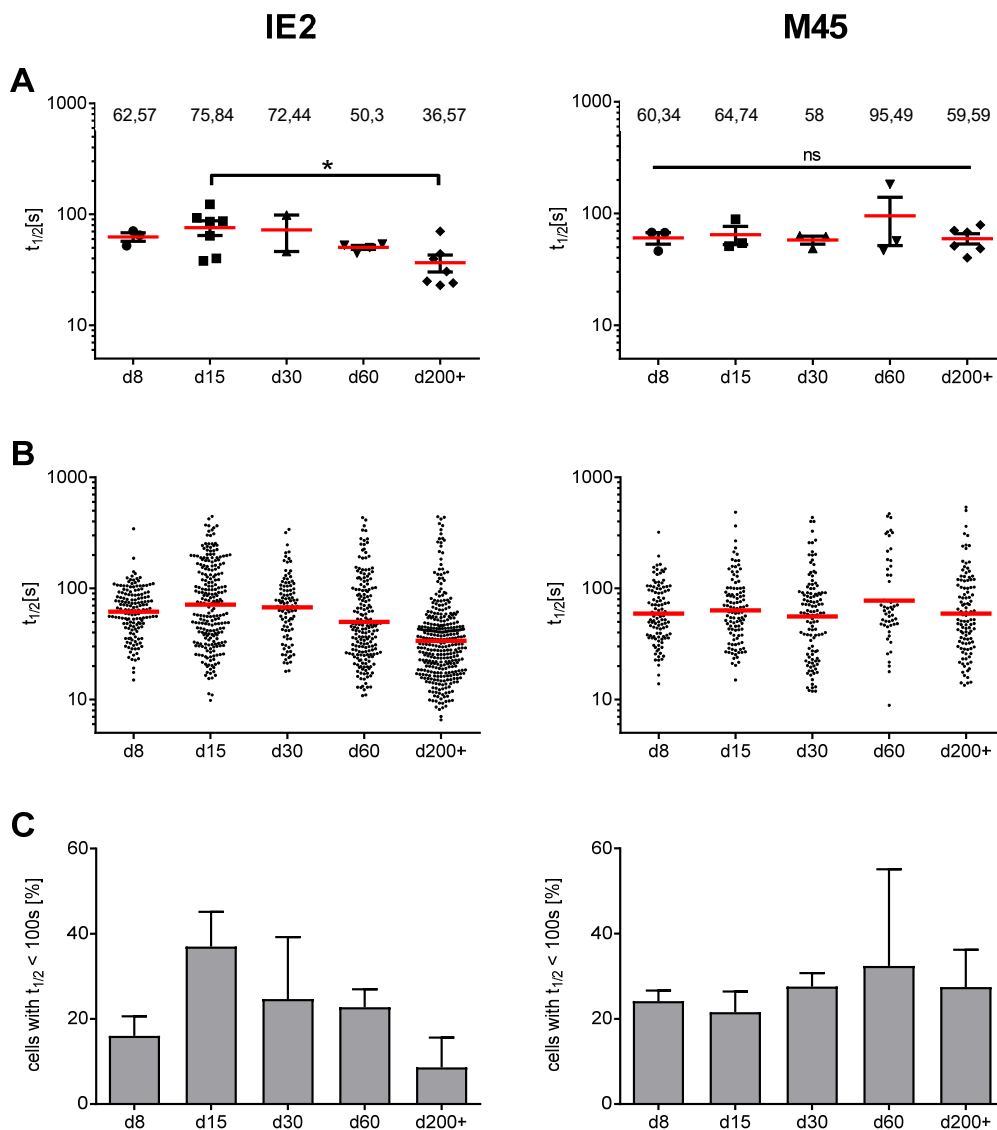 IE2 M45
A
1000 62,57 75,84 72,44 50,3 36,57
*
100
t1/2[s]
10
d8 d15 d30 d60 d200+
1000 60,34 64,74 58 95,49 59,59
ns
100
t1/2[s]
10
d8 d15 d30 d60 d200+
B
1000
100
t1/2[s]
10
d8 d15 d30 d60 d200+
1000
100
t1/2[s]
10
d8 d15 d30 d60 d200+
C
60
40
20
0
cells with t1/2 < 100s [%]
d8 d15 d30 d60 d200+
60
40
20
0
cells with t1/2 < 100s [%]
d8 d15 d30 d60 d200+